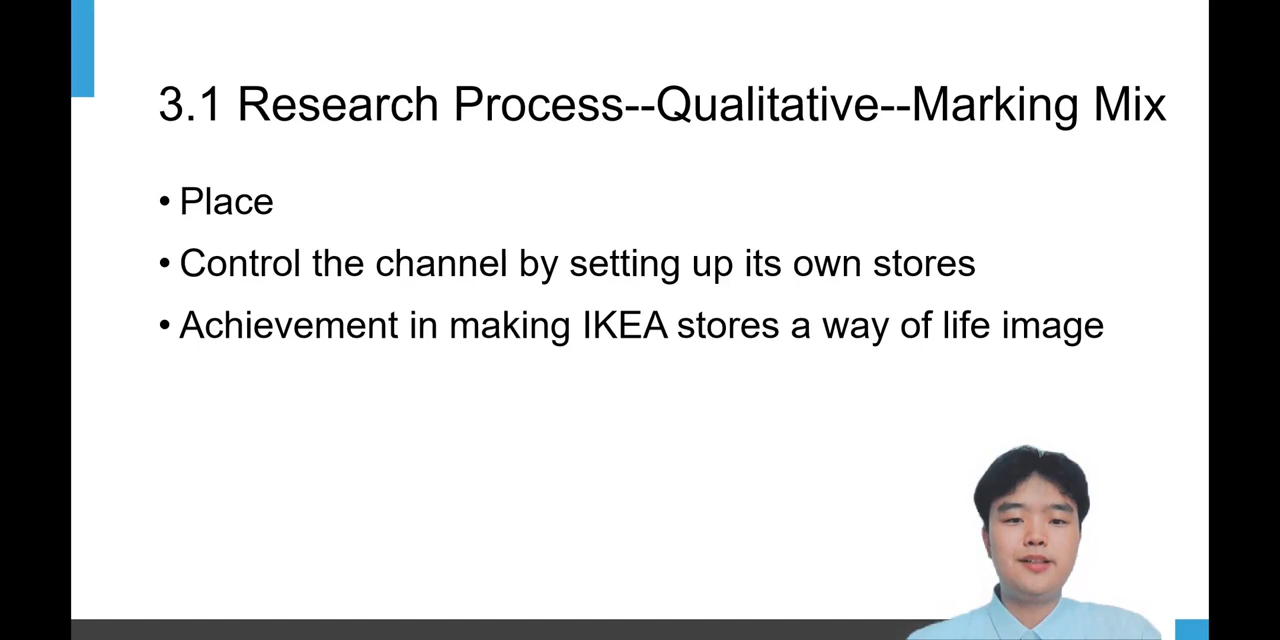 3.1 Research Process--Qualitative--Marking Mix
• Place
• Control the channel by setting up its own stores
• Achievement in making IKEA stores a way of life image